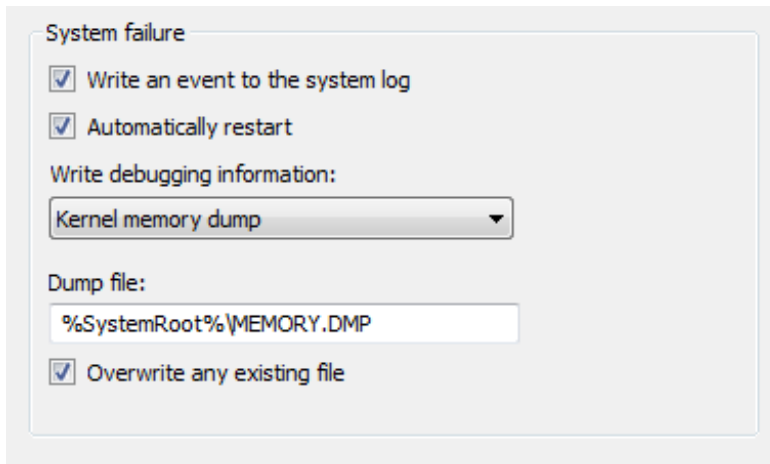 System failure
Write an event to the system log
Automatically restart
Write debugging information:
Kernel memory dump
Dump file:
%SystemRoot%\MEMORY.DMP
Overwrite any existing file